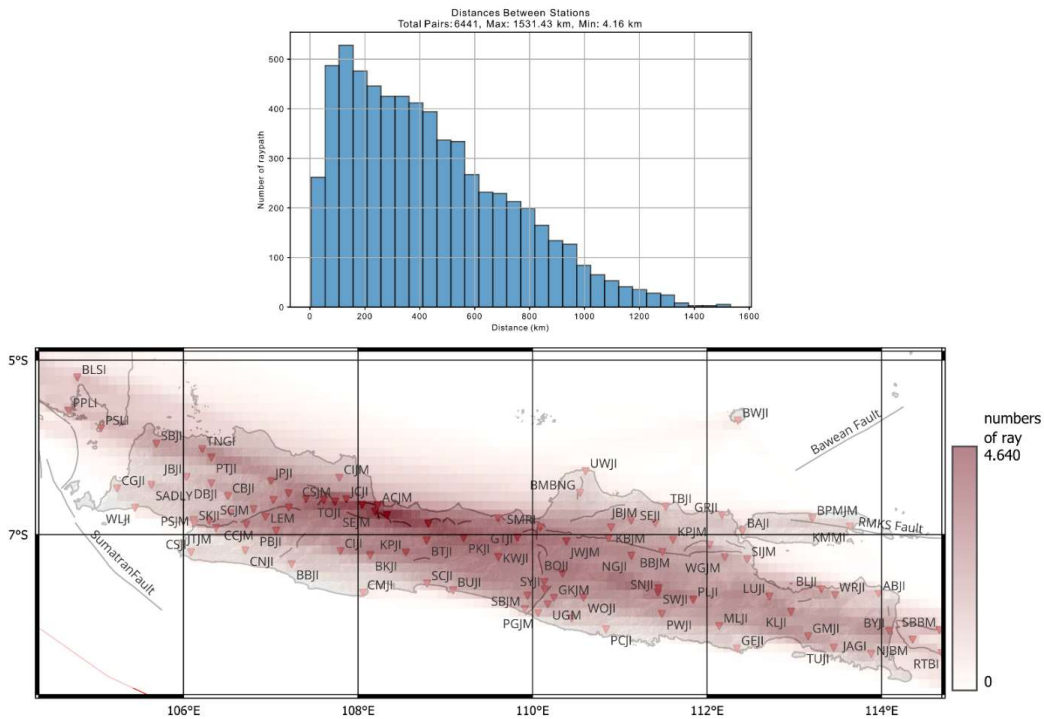 Distances Between Stations
Total Pairs: 6441, Max: 1531.43 km, Min: 4.16 km
500
400
300
200
100
0
Number of raypath
0 200 400 600 800 1000 1200 1400 1600
Distance (km)
5°S
7°S
BLSI
PPLI
PSLI
BWJI
Bawean Fault
SBJI
TNGI
UWJI
JBJI
PTJI
JPJI
CIJM
BMBNG
CGJI
SADLY
DBJI
CBJI
CSJM
JCJI
ACJM
TBJI
GRJI
WLJI
PSJM
SKJI
SCJM
LEM
TOJI
SEJM
SMRI
JBJM
SEJI
BAJI
BPMJM
RMKS Fault
KMMI
CSJI
CCJM
PBJI
CIJI
KPJI
BTJI
PKJI
GTJI
KBJM
KPJM
CNJI
BBJI
BKJI
KWJI
BOJI
JWJM
NGJI
BBJM
WGJM
SIJM
SumatranFault
CMJI
SCJI
BUJI
SYJI
GKJM
SNJI
SWJI
PLJI
LUJI
BLJI
WRJI
ABJI
SBJM
PGJM
UGM
WOJI
PWJI
MLJI
KLJI
GMJI
BYJI
SBBM
PCJI
GEJI
TUJI
JAGI
NJBM
RTBI
106°E 108°E 110°E 112°E 114°E
numbers
of ray
4.640
0